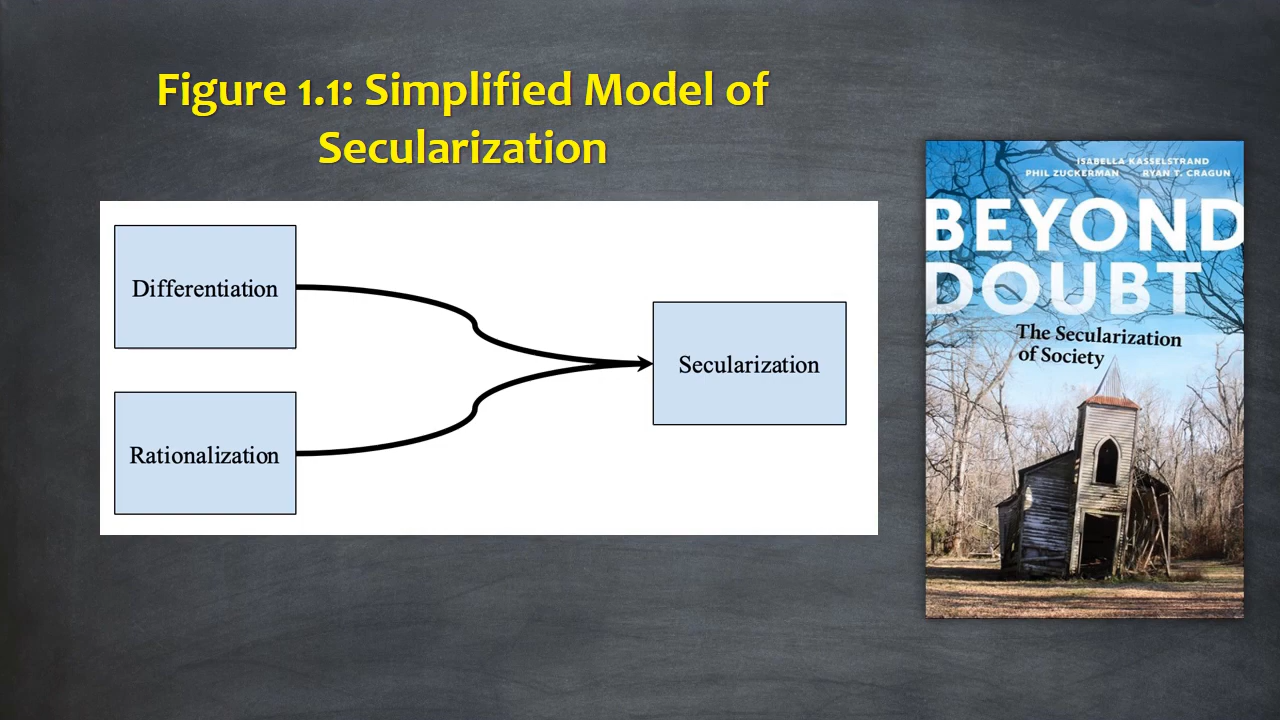 Figure 1.1: Simplified Model of
Secularization
Differentiation
Rationalization
Secularization
ISABELLA KASSELSTRAND
PHIL ZUCKERMAN RYAN T. CRAGUN
BEYOND
DOUBT
The Secularization
of Society